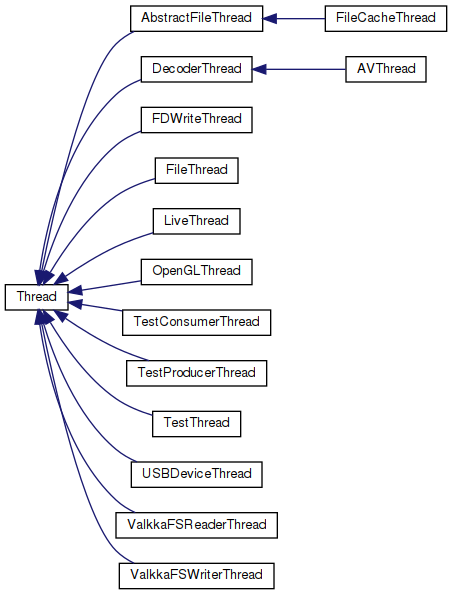 AbstractFileThread
FileCacheThread
DecoderThread
AVThread
FDWriteThread
FileThread
LiveThread
OpenGLThread
Thread
TestConsumerThread
TestProducerThread
TestThread
USBDeviceThread
ValkkaFSReaderThread
ValkkaFSWriterThread